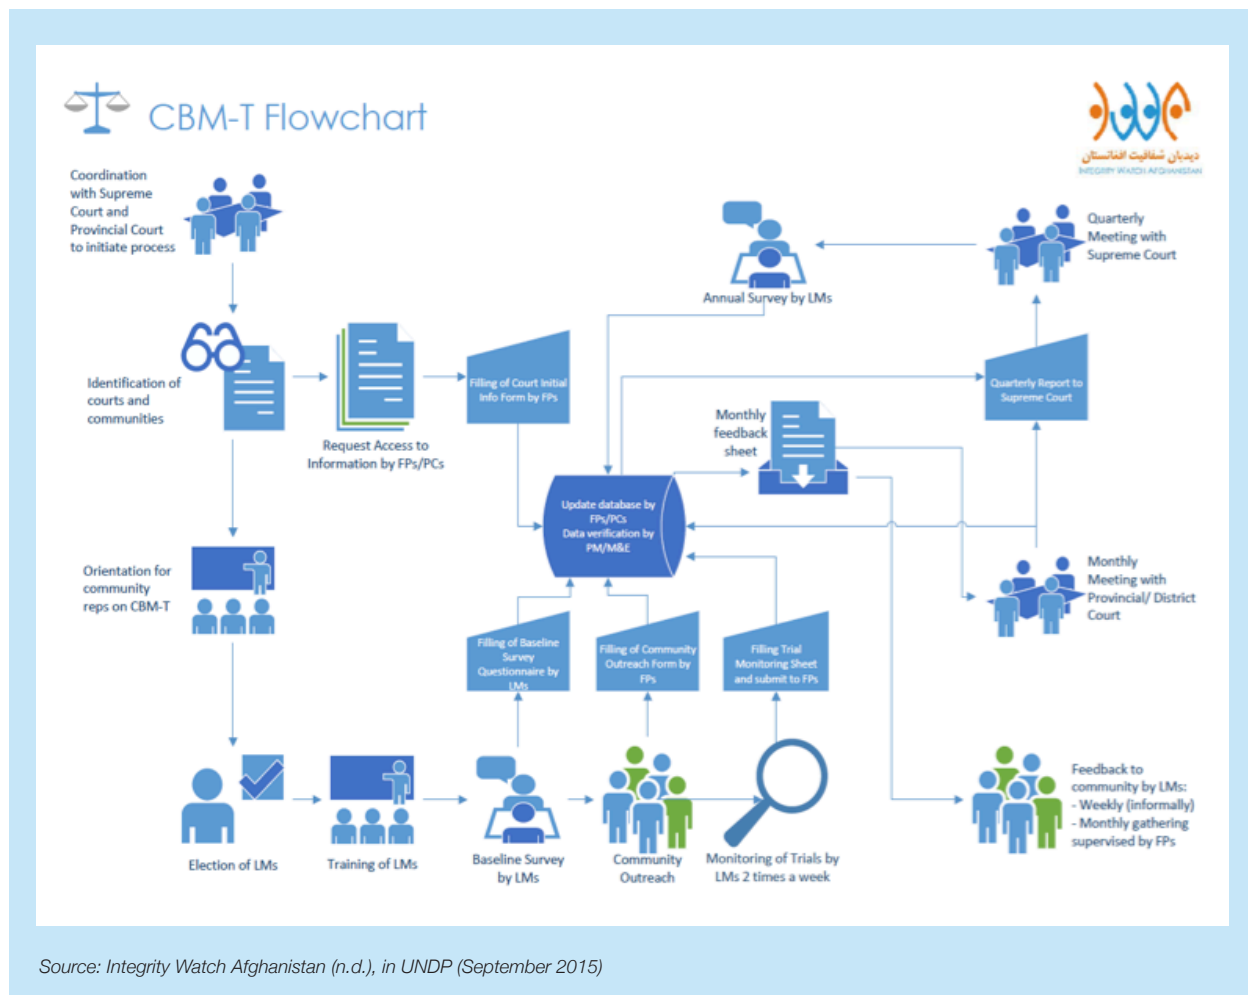 CBM-T Flowchart
دیدبان شفافیت افغانستان
INTEGRITY WATCH AFGHANISTAN
Coordination
with Supreme
Court and
Provincial Court
to initiate process
Quarterly
Meeting with
Supreme Court
Annual Survey by LMs
Identification of
courts and
communities
Request Access to
Information by FPs/PCs
Filling of Court Initial
Info Form by FPs
Quarterly Report to
Supreme Court
Monthly
feedback
sheet
Update database by
FPs/PCs
Data verification by
PM/M&E
Orientation for
community
reps on CBM-T
Monthly
Meeting with
Provincial/ District
Court
Filling of Baseline
Survey
Questionnaire by
LMs
Filling of Community
Outreach Form by
FPs
Filling Trial
Monitoring Sheet
and submit to FPs
Election of LMs
Training of LMs
Baseline Survey
by LMs
Community
Outreach
Monitoring of Trials by
LMs 2 times a week
Feedback to
community by LMs:
- Weekly (informally)
- Monthly gathering
supervised by FPs
Source: Integrity Watch Afghanistan (n.d.), in UNDP (September 2015)